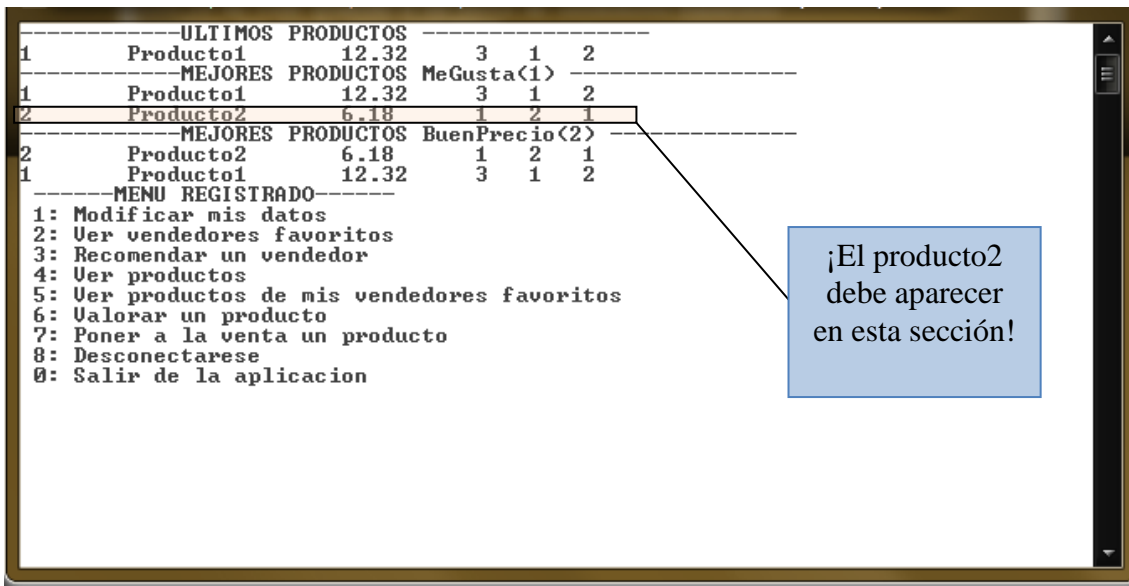 ------------ULTIMOS PRODUCTOS -----------------
1 Producto1 12.32 3 1 2
------------MEJORES PRODUCTOS MeGusta(1) -----------------
1 Producto1 12.32 3 1 2
2 Producto2 6.18 1 2 1
------------MEJORES PRODUCTOS BuenPrecio(2) --------------
2 Producto2 6.18 1 2 1
1 Producto1 12.32 3 1 2
------MENU REGISTRADO------
1: Modificar mis datos
2: Ver vendedores favoritos
3: Recomendar un vendedor
4: Ver productos
5: Ver productos de mis vendedores favoritos
6: Valorar un producto
7: Poner a la venta un producto
8: Desconectarese
0: Salir de la aplicacion
¡El producto2
debe aparecer
en esta sección!